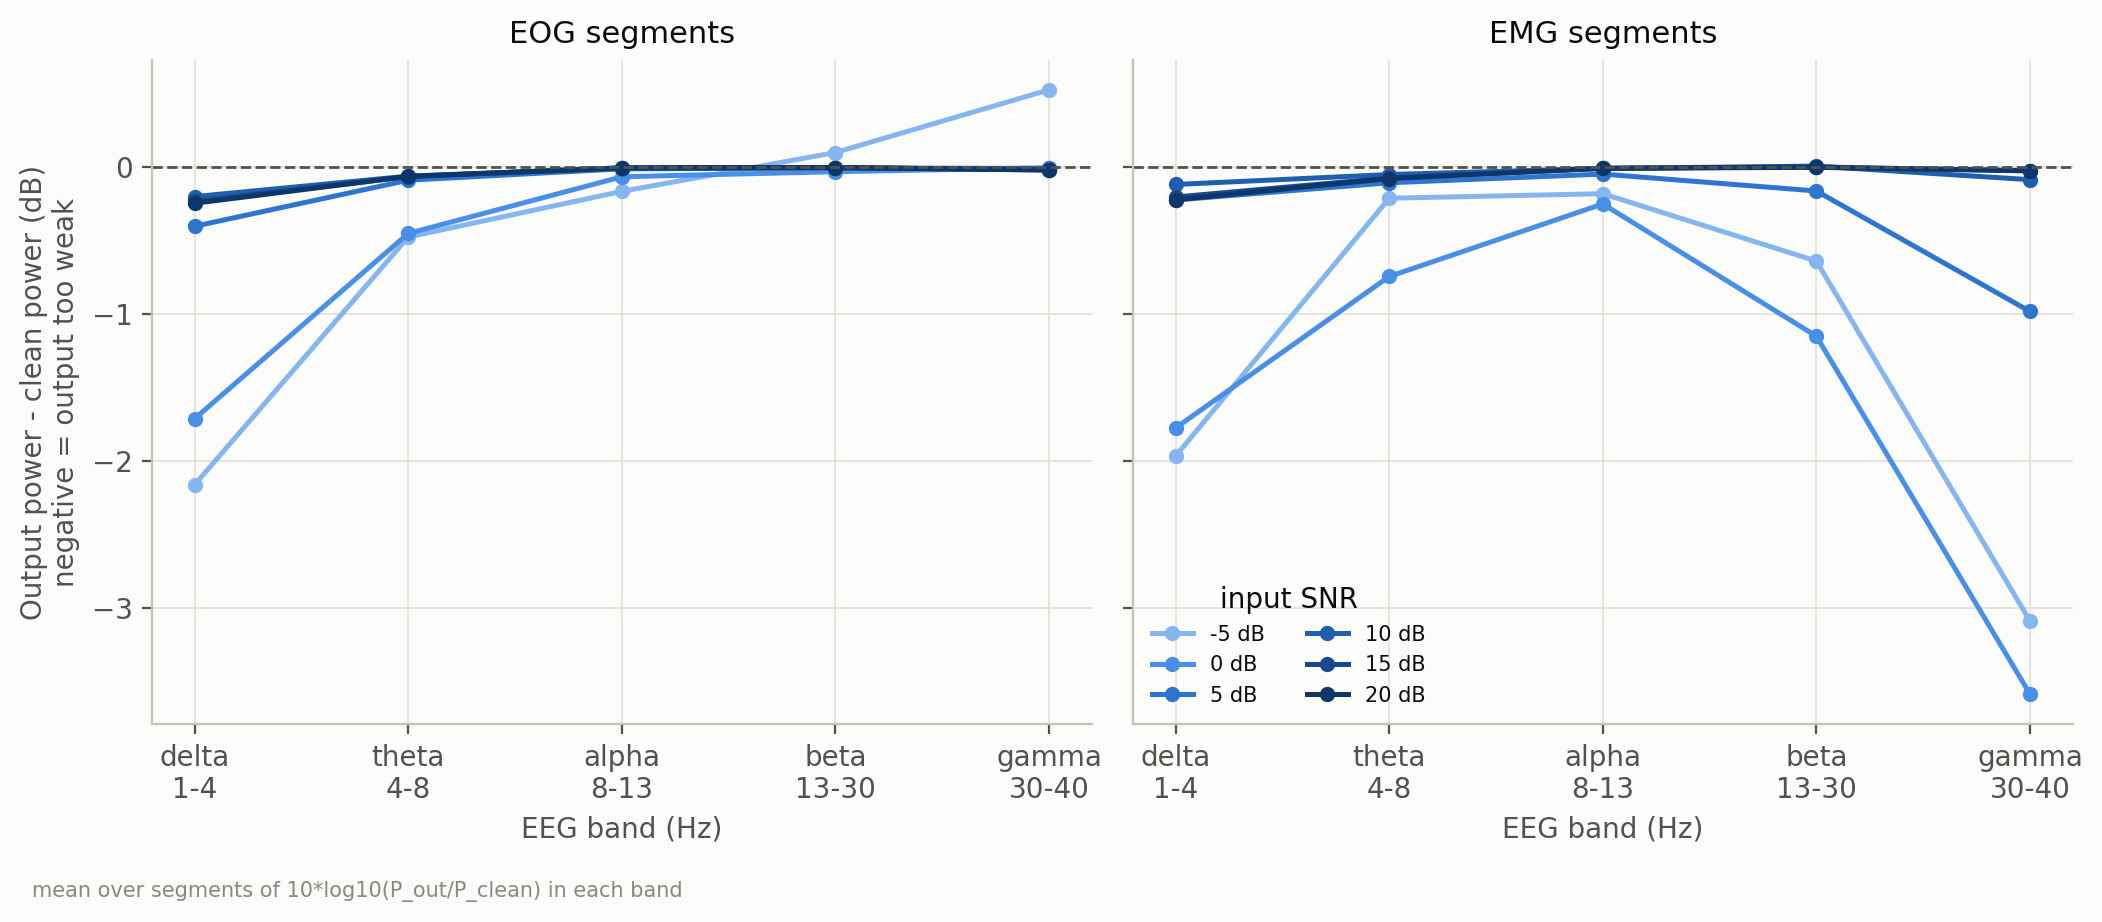 EOG segments
EMG segments
Output power - clean power (dB)
negative = output too weak
0
−1
−2
−3
input SNR
-5 dB
0 dB
5 dB
10 dB
15 dB
20 dB
delta
1-4
theta
4-8
alpha
8-13
beta
13-30
gamma
30-40
EEG band (Hz)
delta
1-4
theta
4-8
alpha
8-13
beta
13-30
gamma
30-40
EEG band (Hz)
mean over segments of 10*log10(P_out/P_clean) in each band